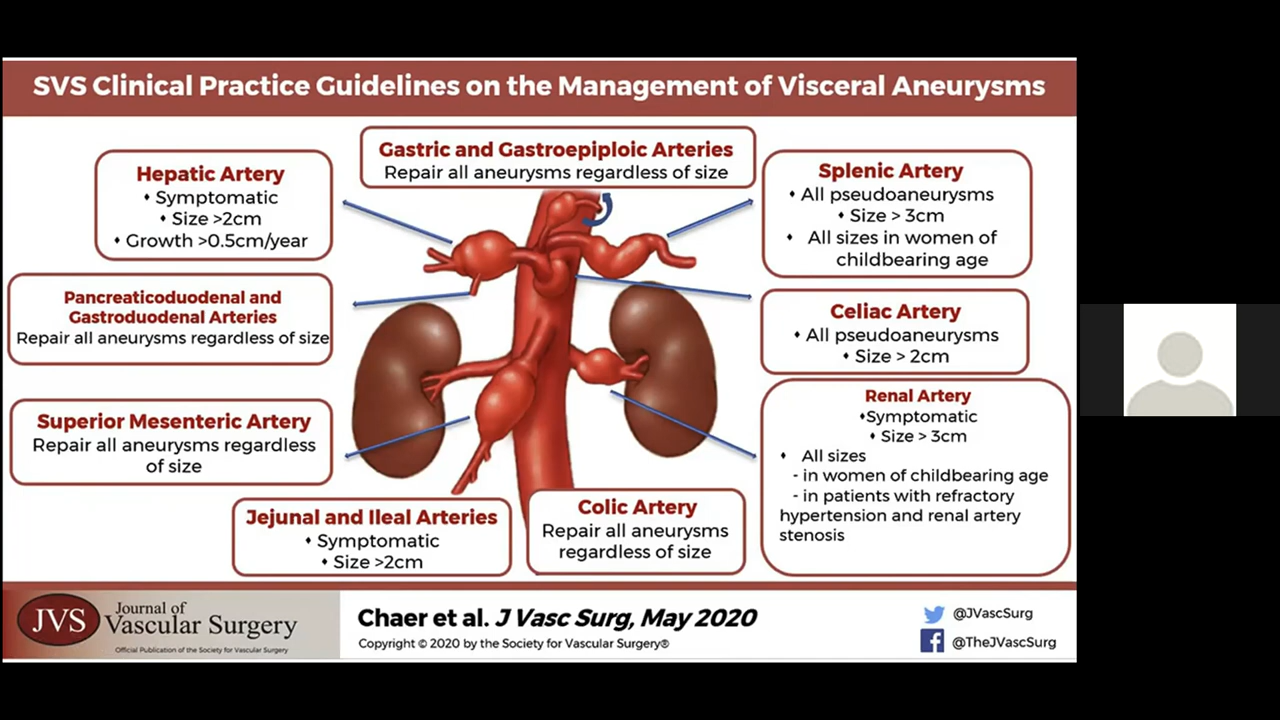 SVS Clinical Practice Guidelines on the Management of Visceral Aneurysms
Gastric and Gastroepiploic Arteries
Repair all aneurysms regardless of size
Hepatic Artery
♦ Symptomatic
♦ Size >2cm
♦ Growth >0.5cm/year
Splenic Artery
♦ All pseudoaneurysms
♦ Size > 3cm
♦ All sizes in women of
childbearing age
Pancreaticoduodenal and
Gastroduodenal Arteries
Repair all aneurysms regardless of size
Celiac Artery
♦ All pseudoaneurysms
♦ Size > 2cm
Superior Mesenteric Artery
Repair all aneurysms regardless
of size
Renal Artery
♦Symptomatic
♦ Size > 3cm
♦ All sizes
- in women of childbearing age
- in patients with refractory
hypertension and renal artery
stenosis
Jejunal and Ileal Arteries
♦ Symptomatic
♦ Size >2cm
Colic Artery
Repair all aneurysms
regardless of size
JVS
Journal of
Vascular Surgery
Official Publication of the Society for Vascular Surgery
Chaer et al. J Vasc Surg, May 2020
Copyright © 2020 by the Society for Vascular Surgery®
@JVascSurg
@TheJVascSurg